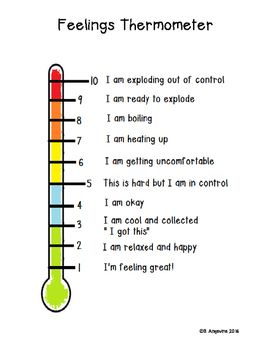 Feelings Thermometer
10 I am exploding out of control
9 I am ready to explode
8 I am boiling
7 I am heating up
6 I am getting uncomfortable
5 This is hard but I am in control
4 I am okay
3 I am cool and collected
" I got this"
2 I am relaxed and happy
1 I'm feeling great!
2016